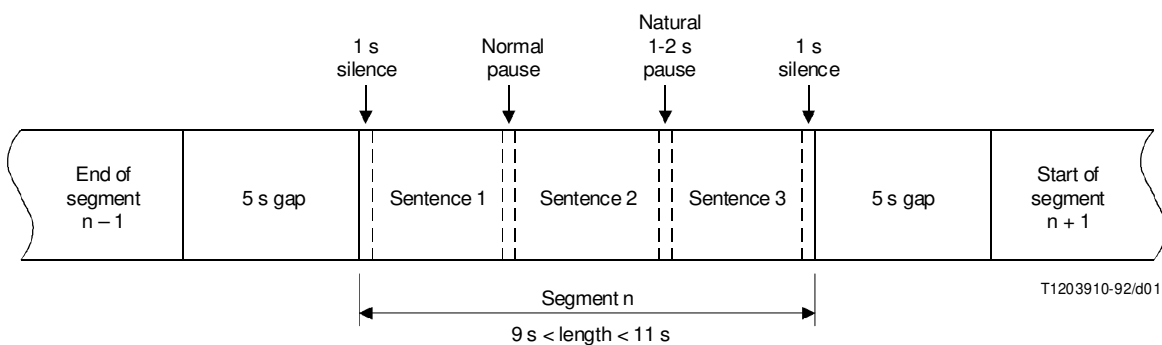 1 s
silence
Normal
pause
Natural
1-2 s
pause
1 s
silence
End of
segment
n – 1
5 s gap
Sentence 1
Sentence 2
Sentence 3
5 s gap
Start of
segment
n + 1
Segment n
9 s < length < 11 s
T1203910-92/d01